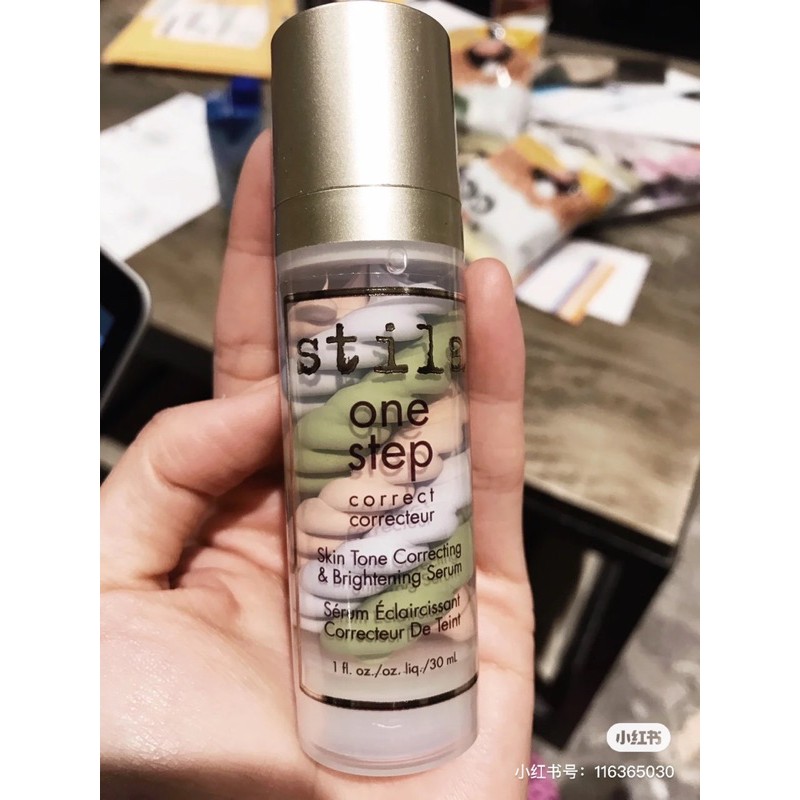 stila
one
step
correct
correcteur
Skin Tone Correcting
& Brightening Serum
Sérum Éclaircissant
Correcteur De Teint
1 fl. oz./oz. liq./30 mL
小红书
小红书号：116365030